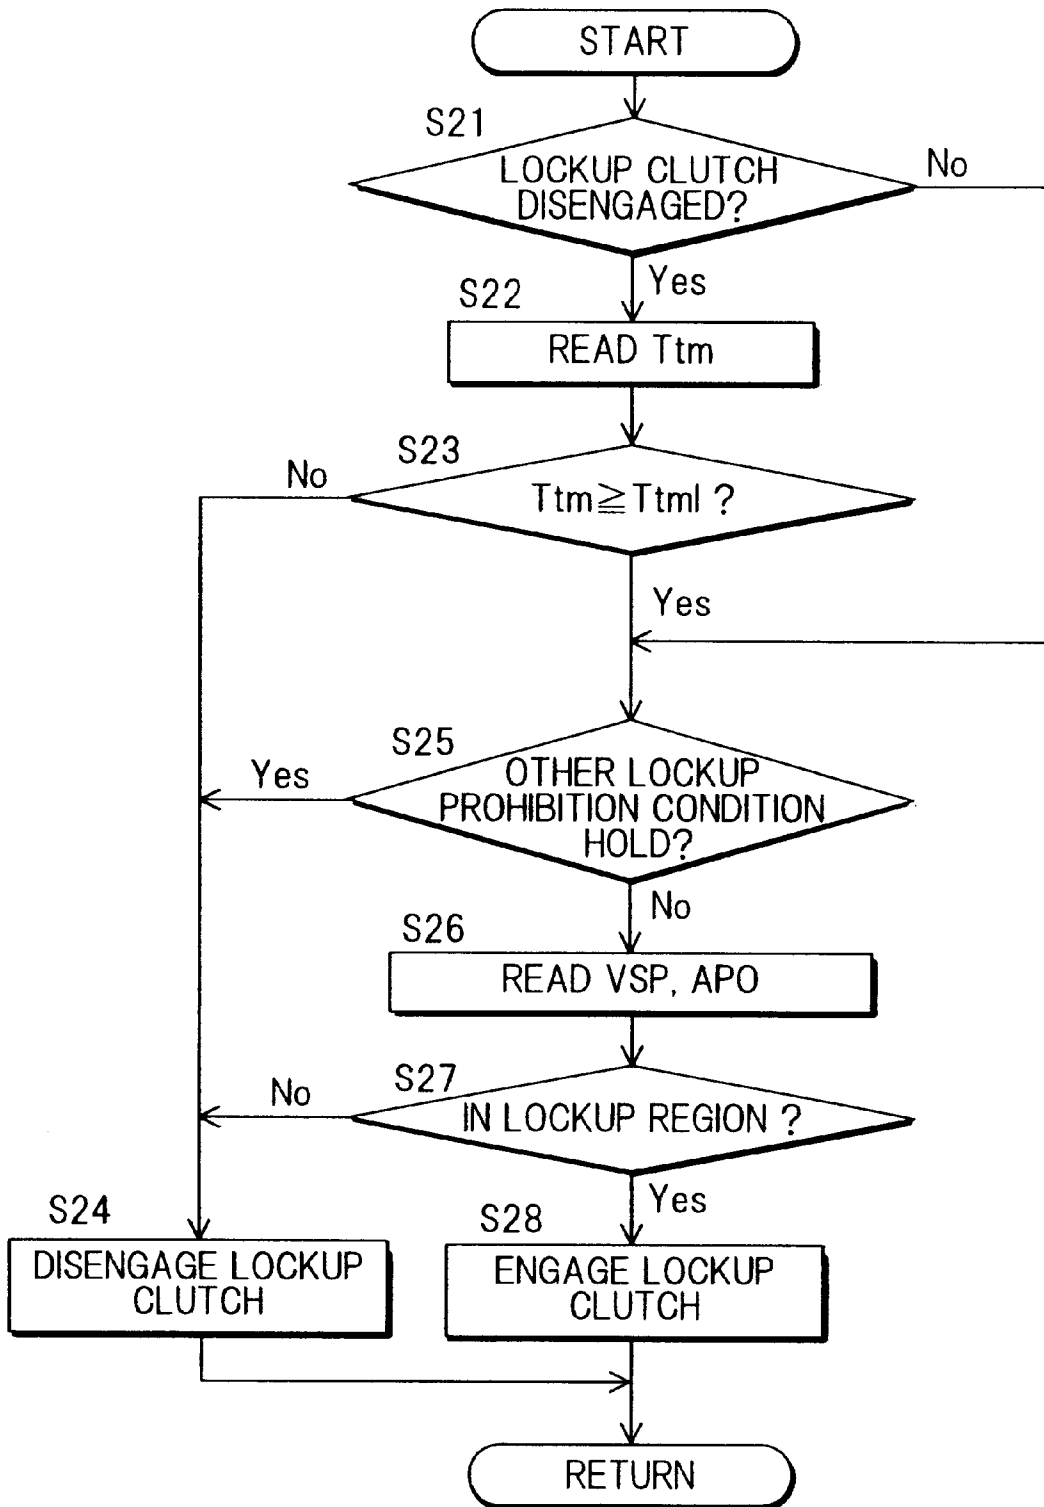 START
S21
LOCKUP CLUTCH
DISENGAGED?
No
Yes
S22
READ Ttm
S23
No
Ttm≧Ttml ?
Yes
S25
Yes
OTHER LOCKUP
PROHIBITION CONDITION
HOLD?
No
S26
READ VSP, APO
S27
No
IN LOCKUP REGION ?
Yes
S24
DISENGAGE LOCKUP
CLUTCH
S28
ENGAGE LOCKUP
CLUTCH
RETURN